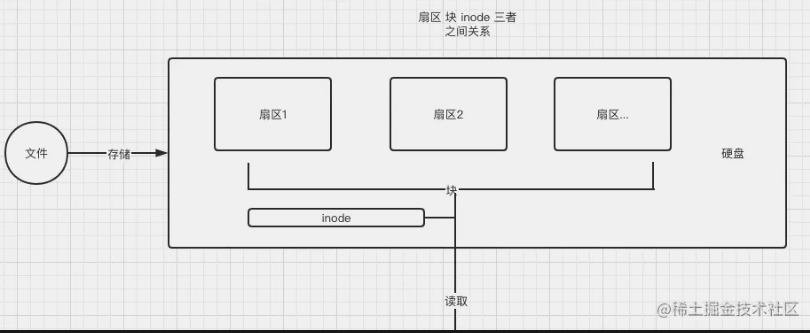 扇区 块 inode 三者
之间关系
扇区1
扇区2
扇区...
文件
存储
硬盘
块
inode
读取
@稀土掘金技术社区